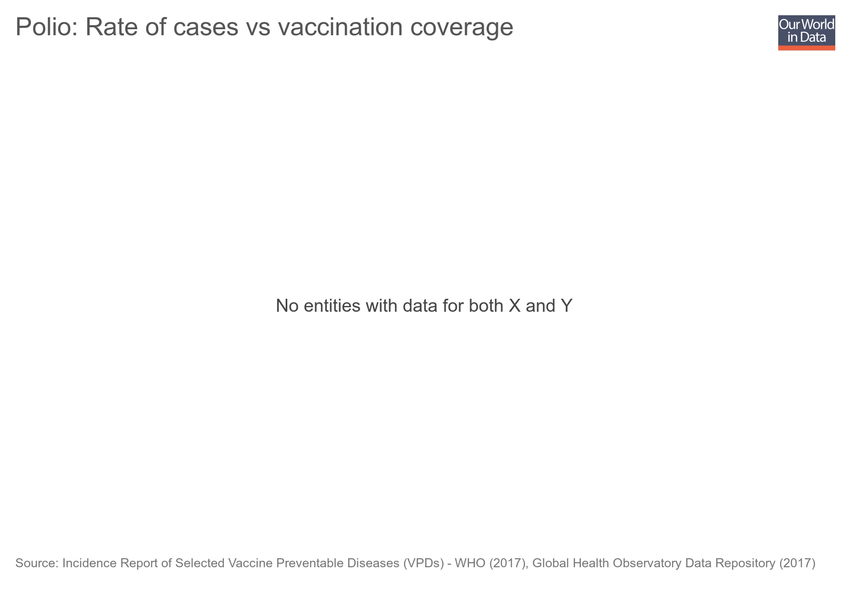 Polio: Rate of cases vs vaccination coverage
Our World
in Data
No entities with data for both X and Y
Source: Incidence Report of Selected Vaccine Preventable Diseases (VPDs) - WHO (2017), Global Health Observatory Data Repository (2017)